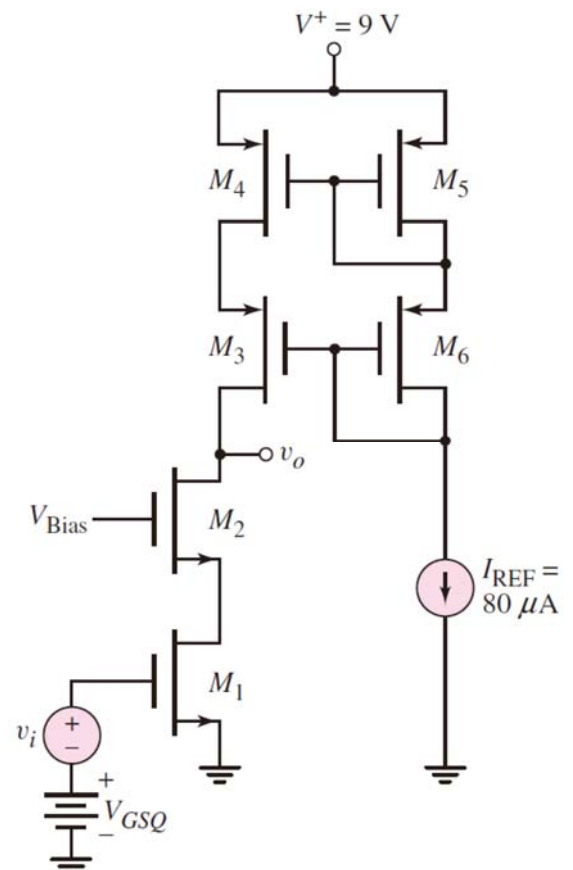 V⁺ = 9 V
M₄
M₅
M₃
M₆
vₒ
V_Bias
M₂
I_REF =
80 μA
M₁
vᵢ
+
−
+
V_GSQ
−